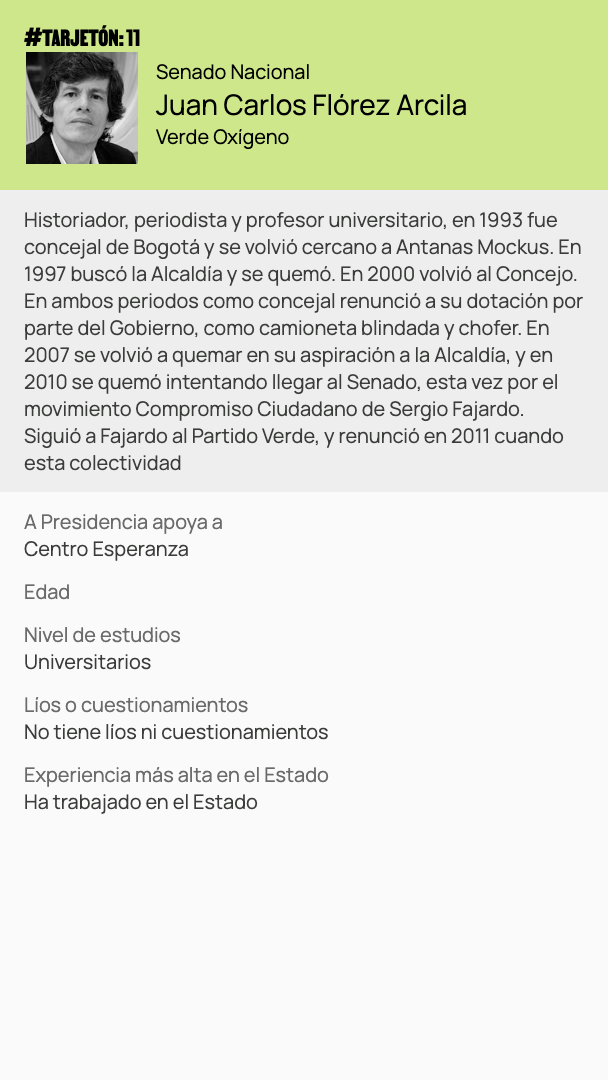 #TARJETÓN: 11
Senado Nacional
Juan Carlos Flórez Arcila
Verde Oxígeno
Historiador, periodista y profesor universitario, en 1993 fue
concejal de Bogotá y se volvió cercano a Antanas Mockus. En
1997 buscó la Alcaldía y se quemó. En 2000 volvió al Concejo.
En ambos periodos como concejal renunció a su dotación por
parte del Gobierno, como camioneta blindada y chofer. En
2007 se volvió a quemar en su aspiración a la Alcaldía, y en
2010 se quemó intentando llegar al Senado, esta vez por el
movimiento Compromiso Ciudadano de Sergio Fajardo.
Siguió a Fajardo al Partido Verde, y renunció en 2011 cuando
esta colectividad
A Presidencia apoya a
Centro Esperanza
Edad
Nivel de estudios
Universitarios
Líos o cuestionamientos
No tiene líos ni cuestionamientos
Experiencia más alta en el Estado
Ha trabajado en el Estado